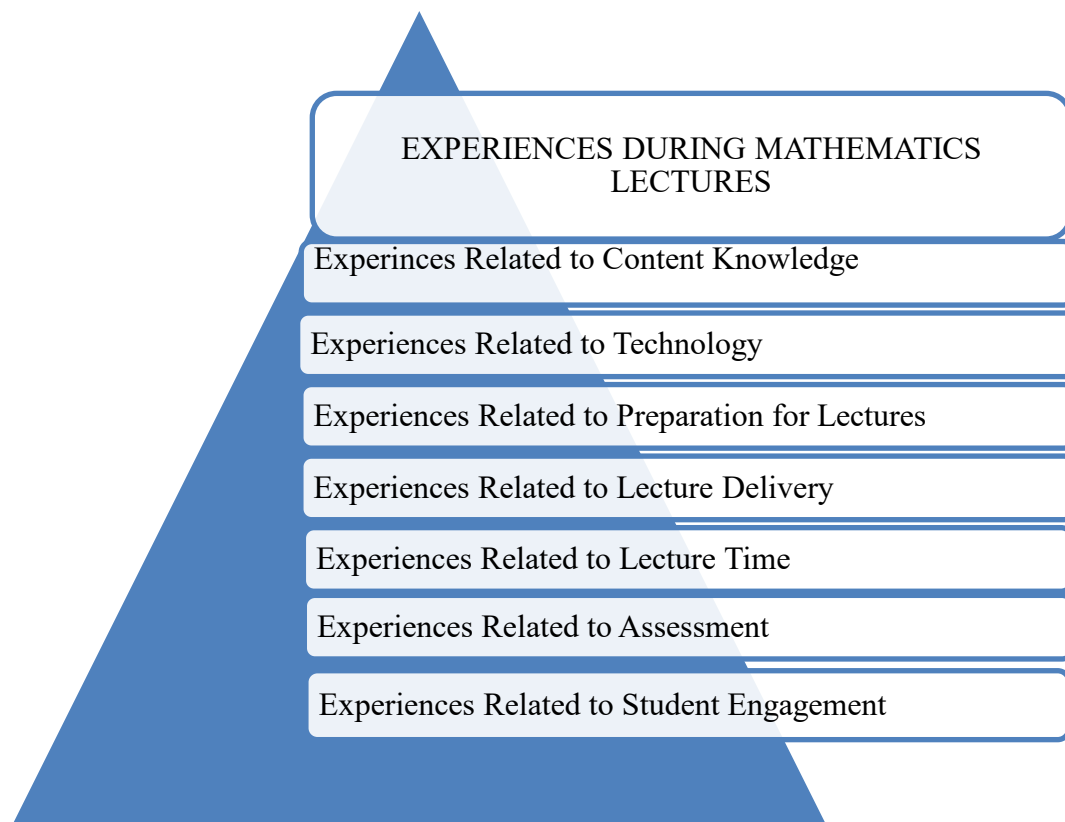 EXPERIENCES DURING MATHEMATICS
LECTURES
Experinces Related to Content Knowledge
Experiences Related to Technology
Experiences Related to Preparation for Lectures
Experiences Related to Lecture Delivery
Experiences Related to Lecture Time
Experiences Related to Assessment
Experiences Related to Student Engagement